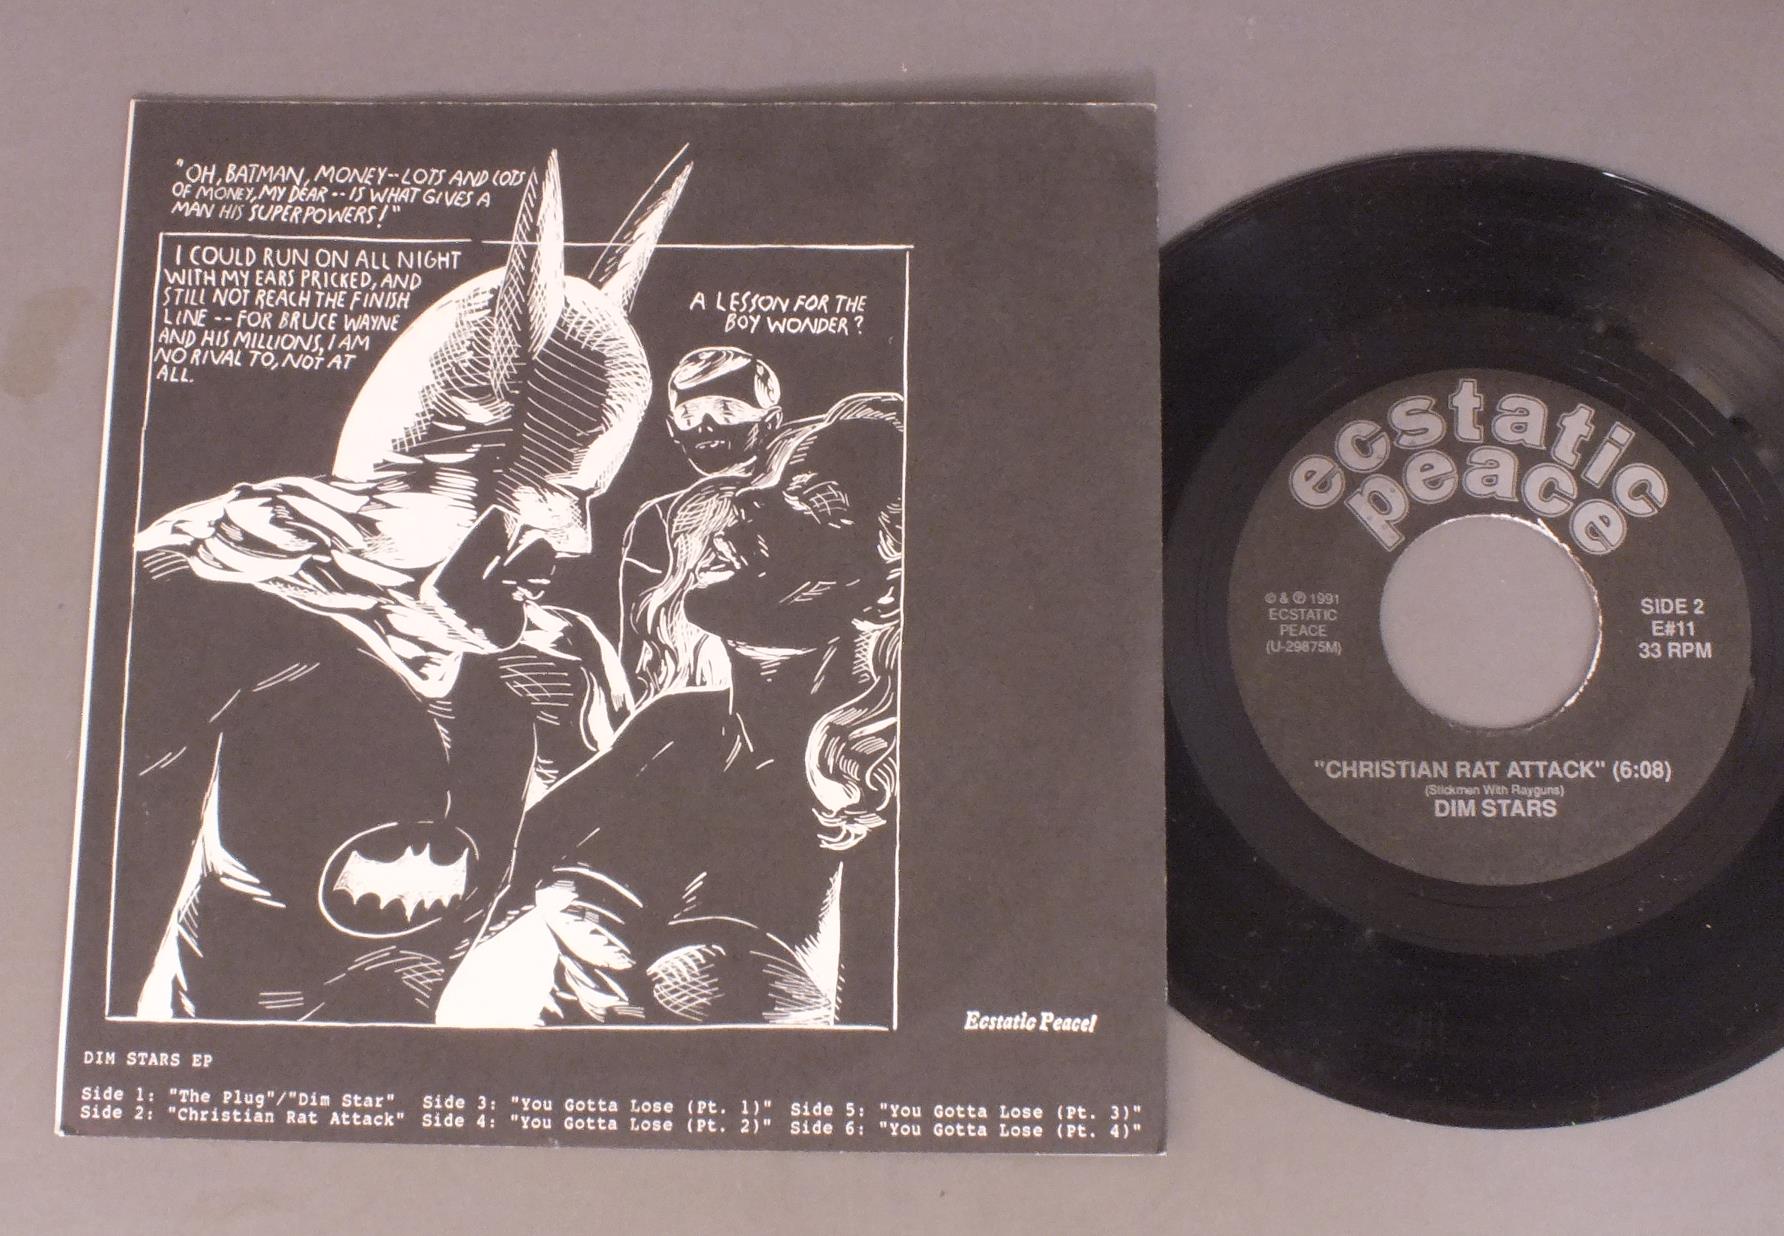 "OH, BATMAN, MONEY--LOTS AND LOTS
OF MONEY, MY DEAR -- IS WHAT GIVES A
MAN HIS SUPERPOWERS!"
I COULD RUN ON ALL NIGHT
WITH MY EARS PRICKED, AND
STILL NOT REACH THE FINISH
LINE -- FOR BRUCE WAYNE
AND HIS MILLIONS, I AM
NO RIVAL TO, NOT AT
ALL.
A LESSON FOR THE
BOY WONDER?
Ecstatic Peace!
DIM STARS EP
Side 1: "The Plug"/"Dim Star" Side 3: "You Gotta Lose (Pt. 1)" Side 5: "You Gotta Lose (Pt. 3)"
Side 2: "Christian Rat Attack" Side 4: "You Gotta Lose (Pt. 2)" Side 6: "You Gotta Lose (Pt. 4)"
ecstatic
peace
© & ℗ 1991
ECSTATIC
PEACE
(U-29875M)
SIDE 2
E#11
33 RPM
"CHRISTIAN RAT ATTACK" (6:08)
(Stickmen With Rayguns)
DIM STARS